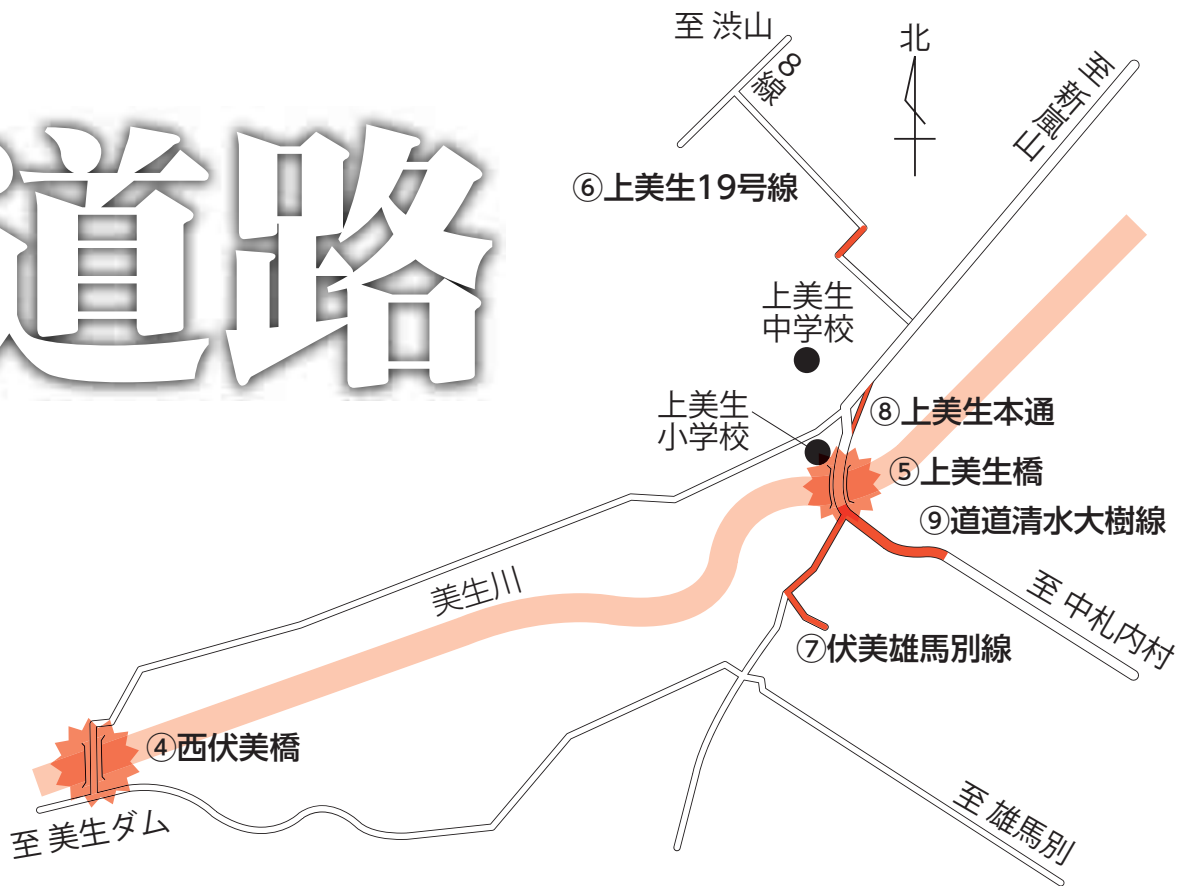 至 渋山
8線
北
至 新嵐山
道路
⑥上美生19号線
上美生
中学校
上美生
小学校
⑧上美生本通
⑤上美生橋
⑨道道清水大樹線
美生川
至 中札内村
⑦伏美雄馬別線
④西伏美橋
至 美生ダム
至 雄馬別